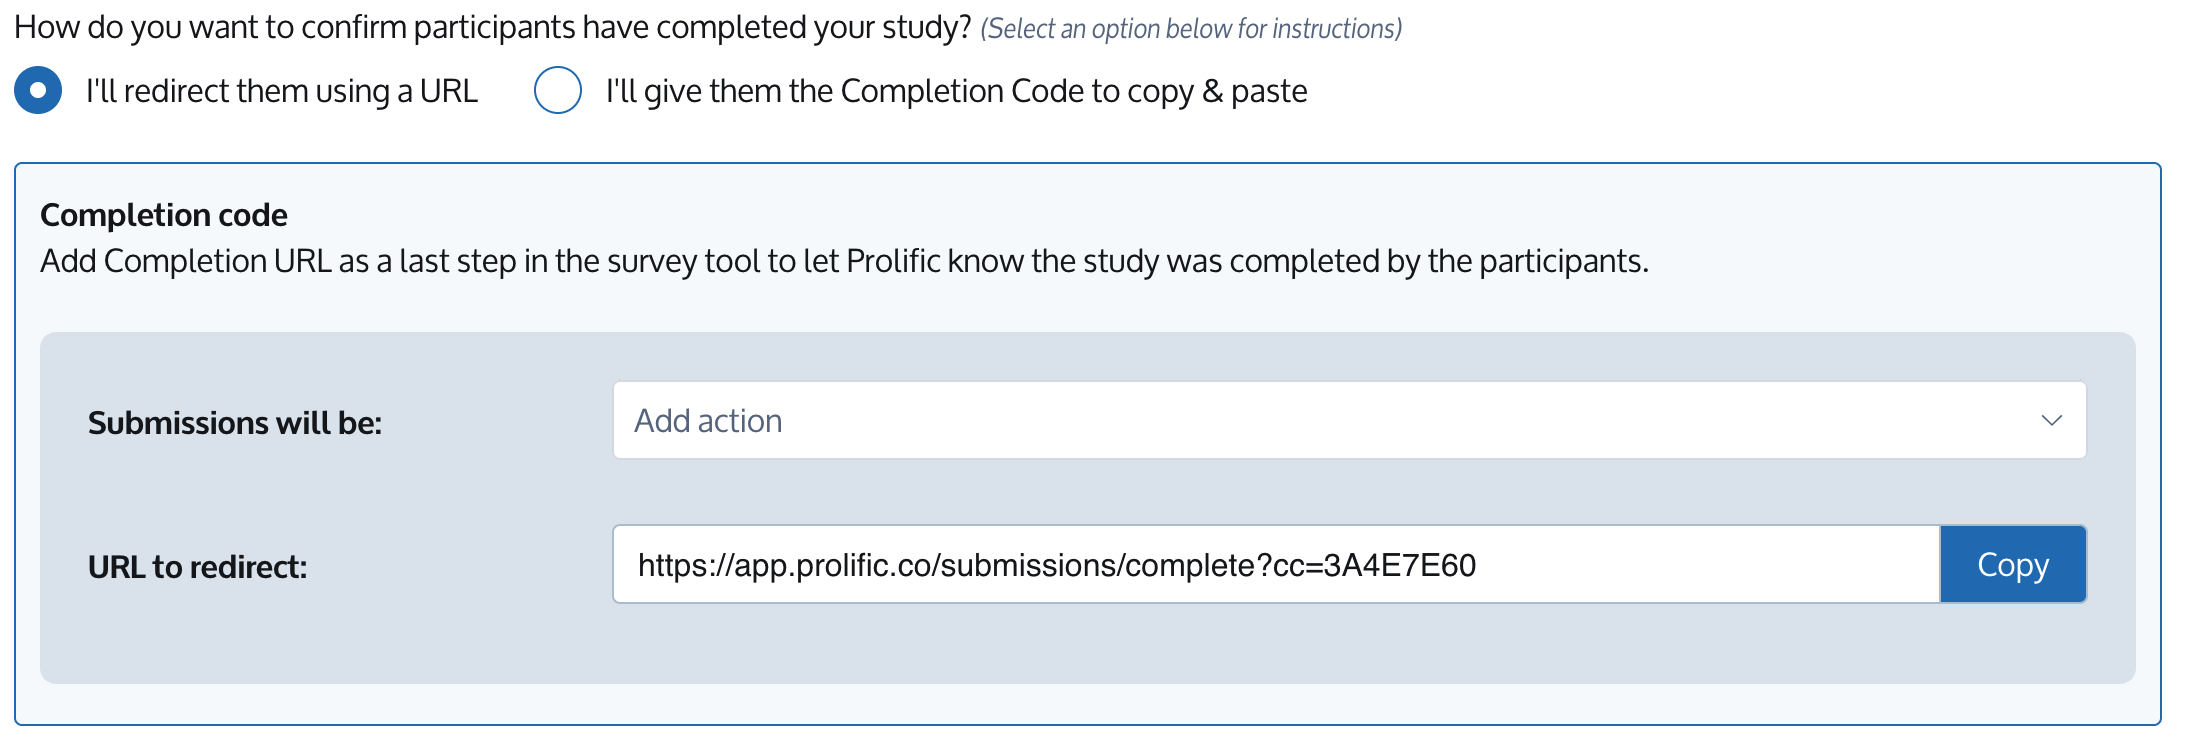 How do you want to confirm participants have completed your study? (Select an option below for instructions)
I'll redirect them using a URL
I'll give them the Completion Code to copy & paste
Completion code
Add Completion URL as a last step in the survey tool to let Prolific know the study was completed by the participants.
Submissions will be:
Add action
URL to redirect:
https://app.prolific.co/submissions/complete?cc=3A4E7E60
Copy